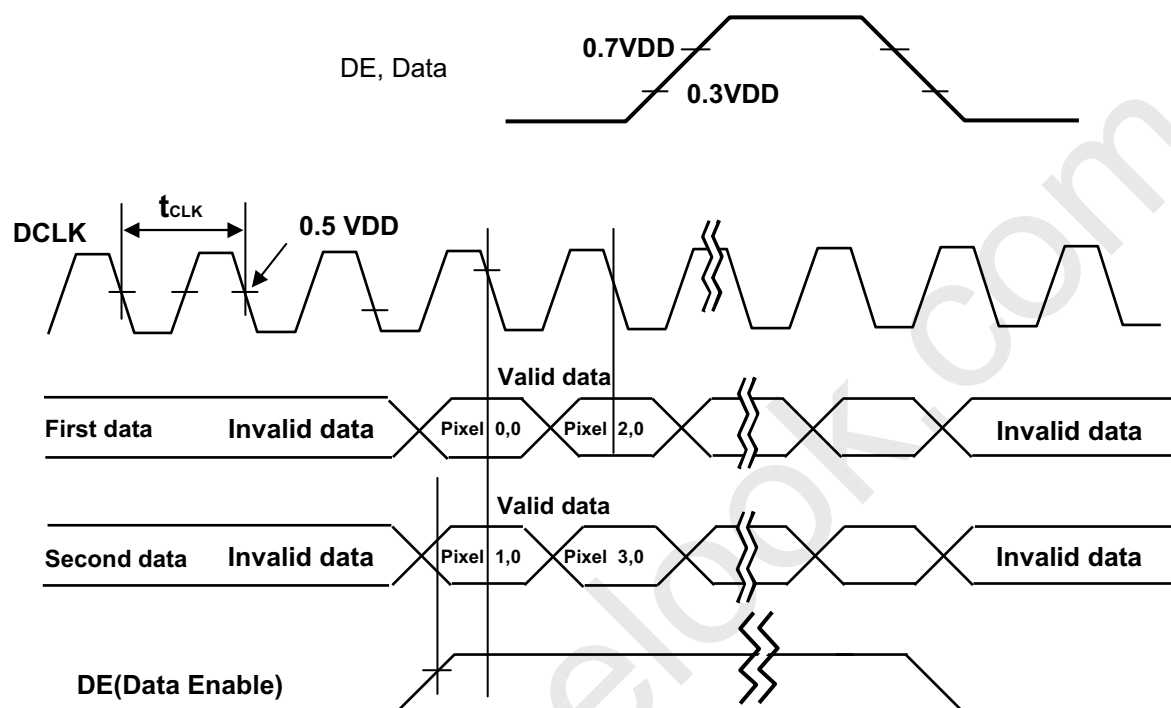 0.7VDD
DE, Data
0.3VDD
tCLK
0.5 VDD
DCLK
Valid data
First data Invalid data Pixel 0,0 Pixel 2,0 Invalid data
Valid data
Second data Invalid data Pixel 1,0 Pixel 3,0 Invalid data
DE(Data Enable)
elook.com